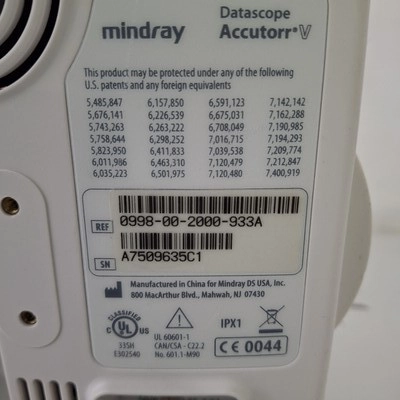 mindray
Datascope
Accutorr® V
This product may be protected under any of the following
U.S. patents and any foreign equivalents
5,485,847 6,157,850 6,591,123 7,142,142
5,676,141 6,226,539 6,675,031 7,162,288
5,743,263 6,263,222 6,708,049 7,190,985
5,758,644 6,298,252 7,016,715 7,194,293
5,823,950 6,411,833 7,039,538 7,209,774
6,011,986 6,463,310 7,120,479 7,212,847
6,035,223 6,501,975 7,120,480 7,400,919
REF 0998-00-2000-933A
SN A7509635C1
Manufactured in China for Mindray DS USA, Inc.
800 MacArthur Blvd., Mahwah, NJ 07430
CLASSIFIED
C UL US
335H
E302540
UL 60601-1
CAN/CSA - C22.2
No. 601.1-M90
IPX1
CE 0044